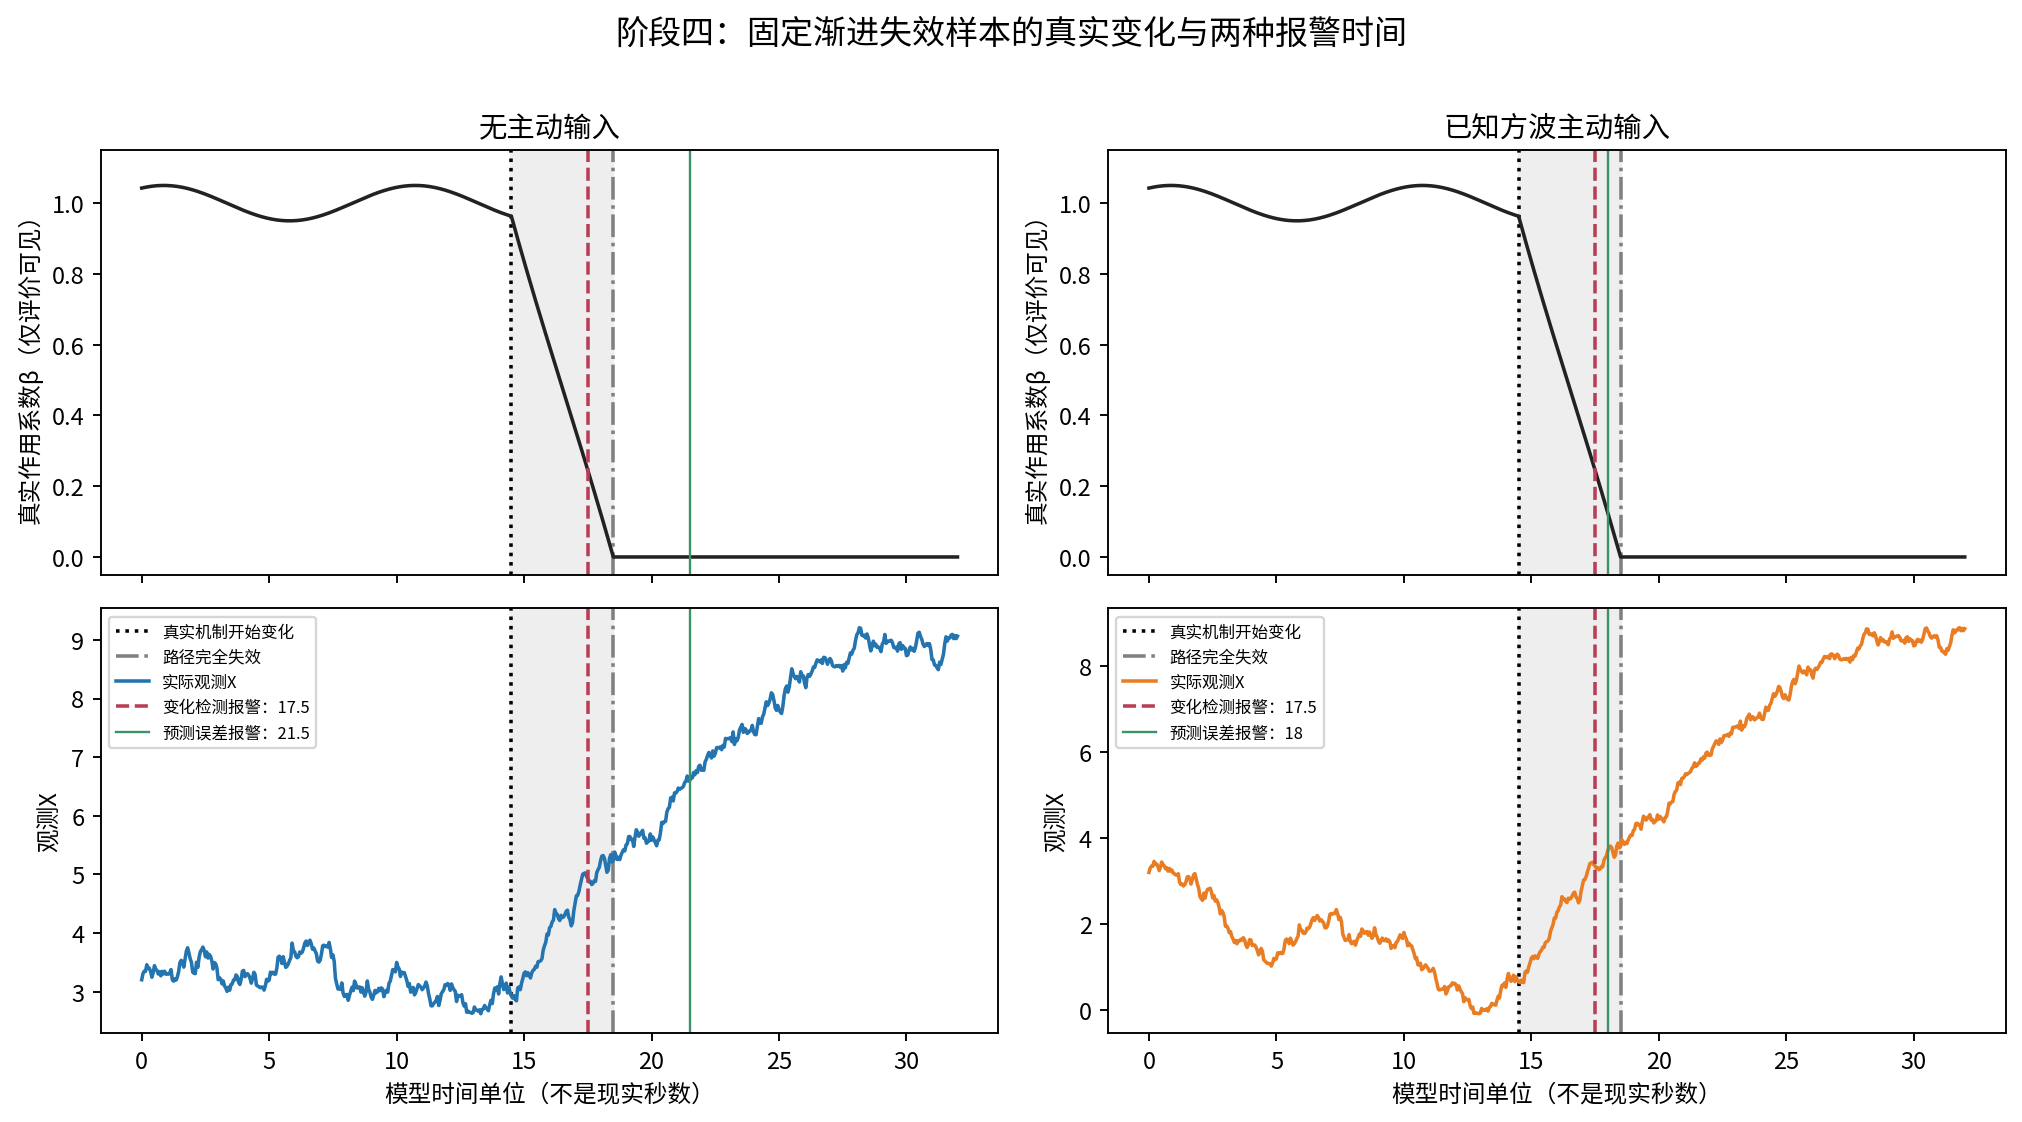 阶段四：固定渐进失效样本的真实变化与两种报警时间
无主动输入
真实作用系数β（仅评价可见）
1.0
0.8
0.6
0.4
0.2
0.0
已知方波主动输入
真实作用系数β（仅评价可见）
1.0
0.8
0.6
0.4
0.2
0.0
观测X
9
8
7
6
5
4
3
真实机制开始变化
路径完全失效
实际观测X
变化检测报警：17.5
预测误差报警：21.5
0 5 10 15 20 25 30
模型时间单位（不是现实秒数）
观测X
8
6
4
2
0
真实机制开始变化
路径完全失效
实际观测X
变化检测报警：17.5
预测误差报警：18
0 5 10 15 20 25 30
模型时间单位（不是现实秒数）